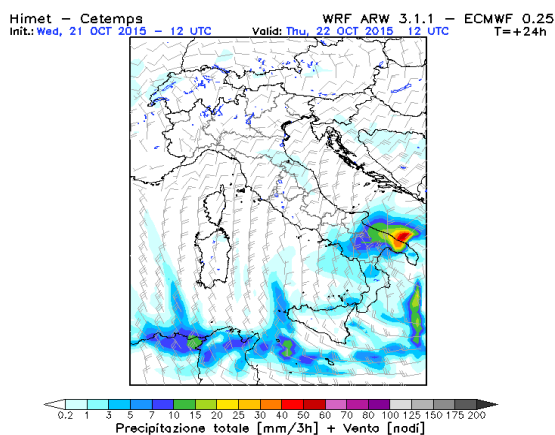 Himet – Cetemps WRF ARW 3.1.1 – ECMWF 0.25
Init.: Wed, 21 OCT 2015 – 12 UTC Valid: Thu, 22 OCT 2015 12 UTC T=+24h
0.2 1 3 5 7 10 15 20 25 30 40 50 60 70 80 100 125 150 175 200
Precipitazione totale [mm/3h] + Vento [nodi]